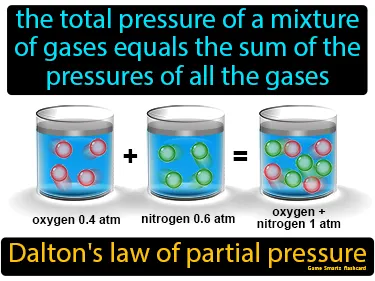 the total pressure of a mixture
of gases equals the sum of the
pressures of all the gases
+
=
oxygen 0.4 atm
nitrogen 0.6 atm
oxygen +
nitrogen 1 atm
Dalton's law of partial pressure
Game Smartz flashcard